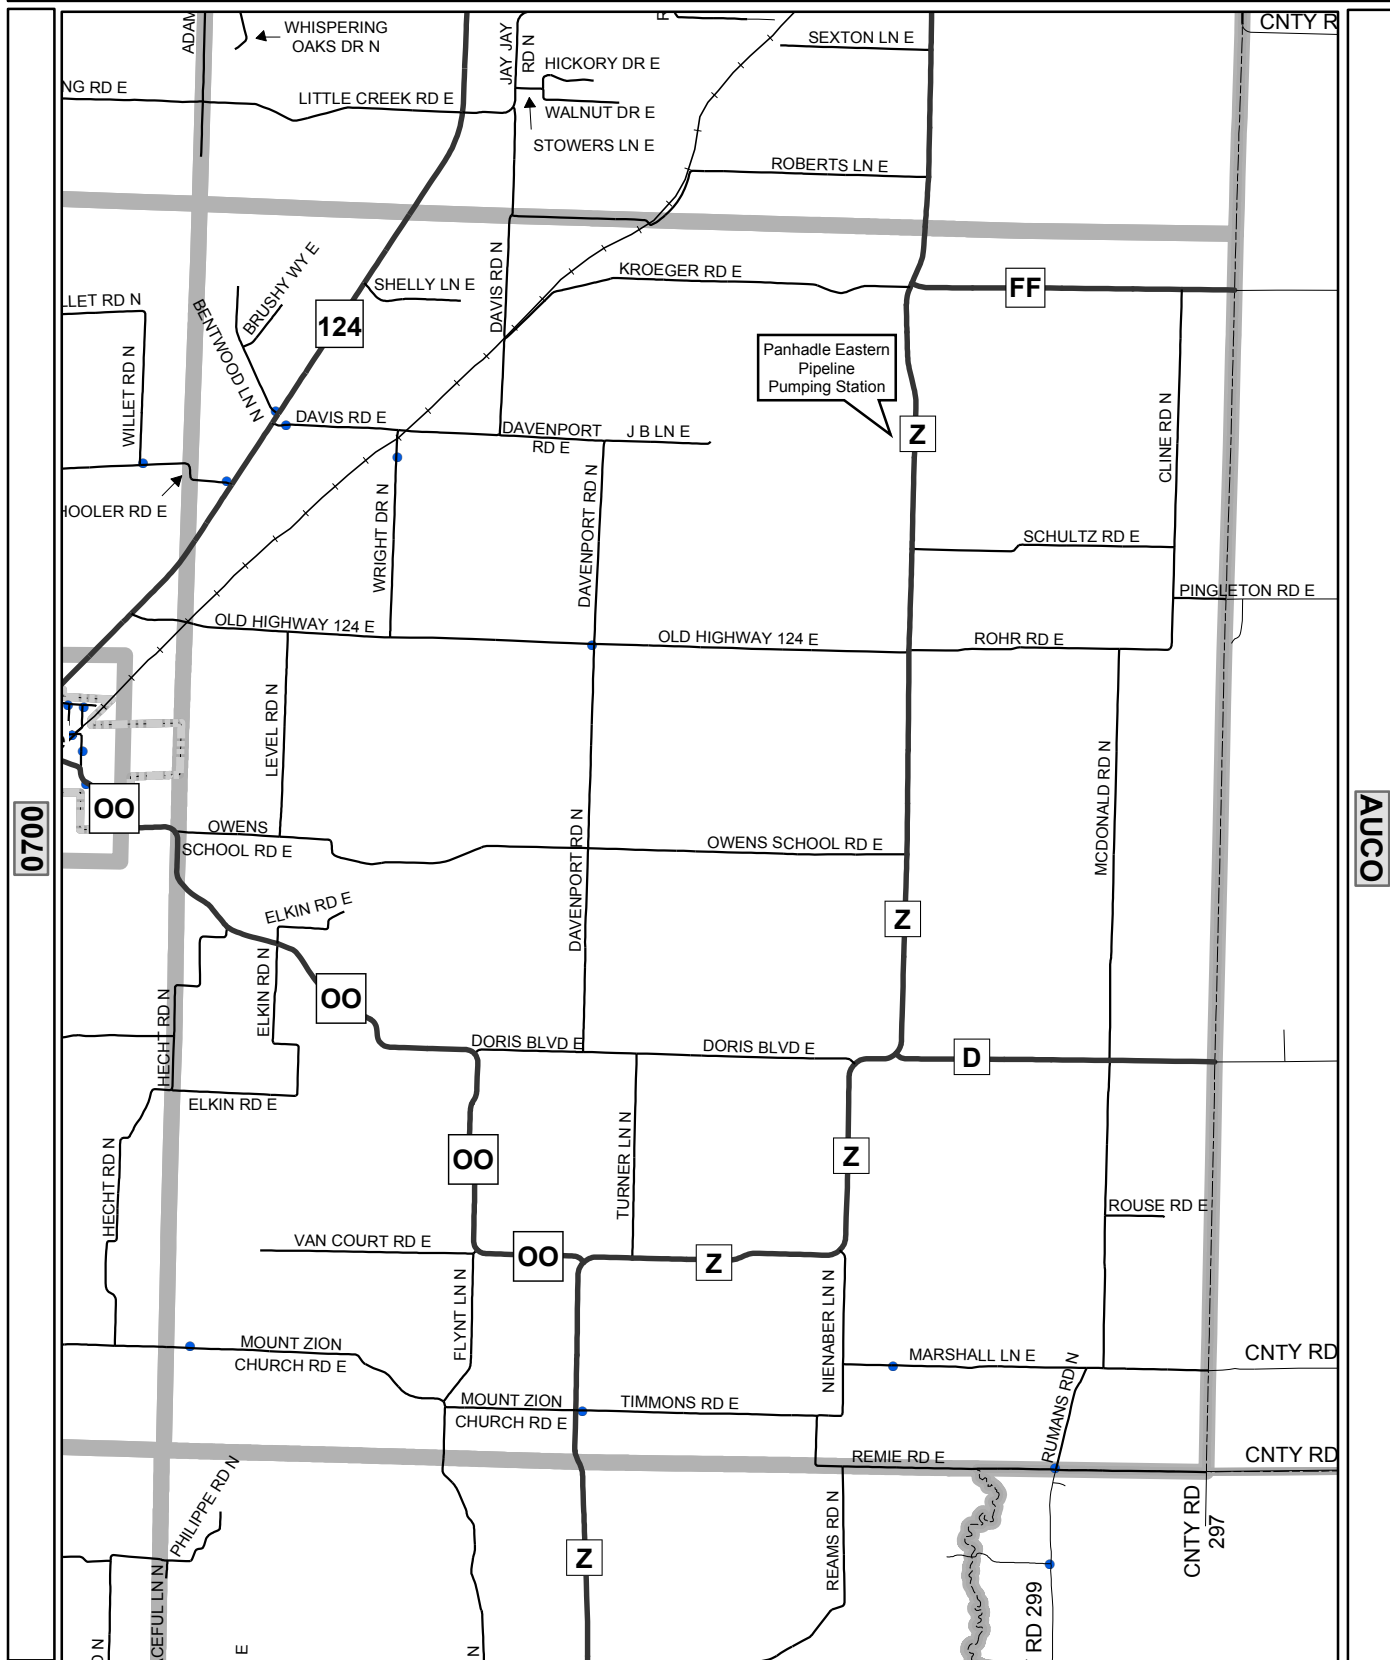 ADAM
WHISPERING
OAKS DR N
JAY JAY
RD N
HICKORY DR E
SEXTON LN E
CNTY R
NG RD E
LITTLE CREEK RD E
WALNUT DR E
STOWERS LN E
ROBERTS LN E
BRUSHY WY E
SHELLY LN E
DAVIS RD N
KROEGER RD E
FF
LLET RD N
BENTWOOD LN N
124
Panhadle Eastern
Pipeline
Pumping Station
WILLET RD N
DAVIS RD E
DAVENPORT
RD E
J B LN E
Z
CLINE RD N
HOOLER RD E
WRIGHT DR N
DAVENPORT RD N
SCHULTZ RD E
PINGLETON RD E
OLD HIGHWAY 124 E
OLD HIGHWAY 124 E
ROHR RD E
LEVEL RD N
MCDONALD RD N
OO
0700
AUCO
OWENS
SCHOOL RD E
DAVENPORT RD N
OWENS SCHOOL RD E
ELKIN RD E
Z
ELKIN RD N
OO
HECHT RD N
DORIS BLVD E
DORIS BLVD E
D
ELKIN RD E
HECHT RD N
OO
TURNER LN N
Z
ROUSE RD E
VAN COURT RD E
OO
Z
FLYNT LN N
NIENABER LN N
MOUNT ZION
CHURCH RD E
MARSHALL LN E
CNTY RD
RUMANS RD N
MOUNT ZION
CHURCH RD E
TIMMONS RD E
REMIE RD E
CNTY RD
PHILIPPE RD N
Z
REAMS RD N
CNTY RD
297
CEFUL LN N
RD 299
D N
E
N